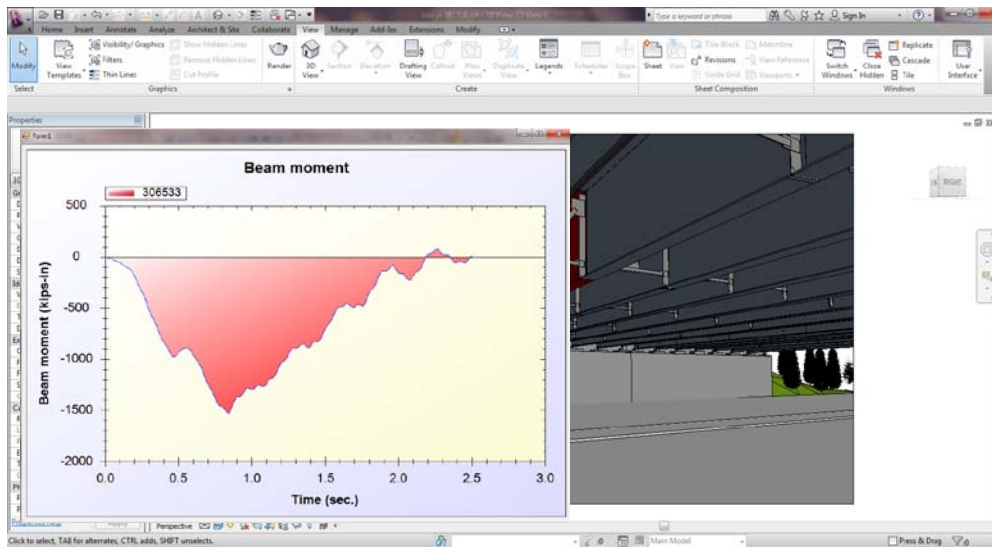 Type a keyword or phrase
Sign In
Home Insert Annotate Analyze Architect & Site Collaborate View Manage Add-Ins Extensions Modify
Modify
View Templates
Visibility/ Graphics
Filters
Thin Lines
Show Hidden Lines
Remove Hidden Lines
Cut Profile
Render
3D View
Section
Elevation
Drafting View
Callout
Plan Views
Duplicate View
Legends
Schedules
Scope Box
Sheet
View
Title Block
Revisions
Guide Grid
Matchline
View Reference
Viewports
Switch Windows
Close Hidden
Replicate
Cascade
Tile
User Interface
Select
Graphics
Create
Sheet Composition
Windows
Properties
Form1
Beam moment
306533
Beam moment (kips-in)
500
0
-500
-1000
-1500
-2000
0.0 0.5 1.0 1.5 2.0 2.5 3.0
Time (sec.)
RIGHT
Properties help
Apply
Perspective
Click to select, TAB for alternates, CTRL adds, SHIFT unselects.
:0
Main Model
Press & Drag
:0